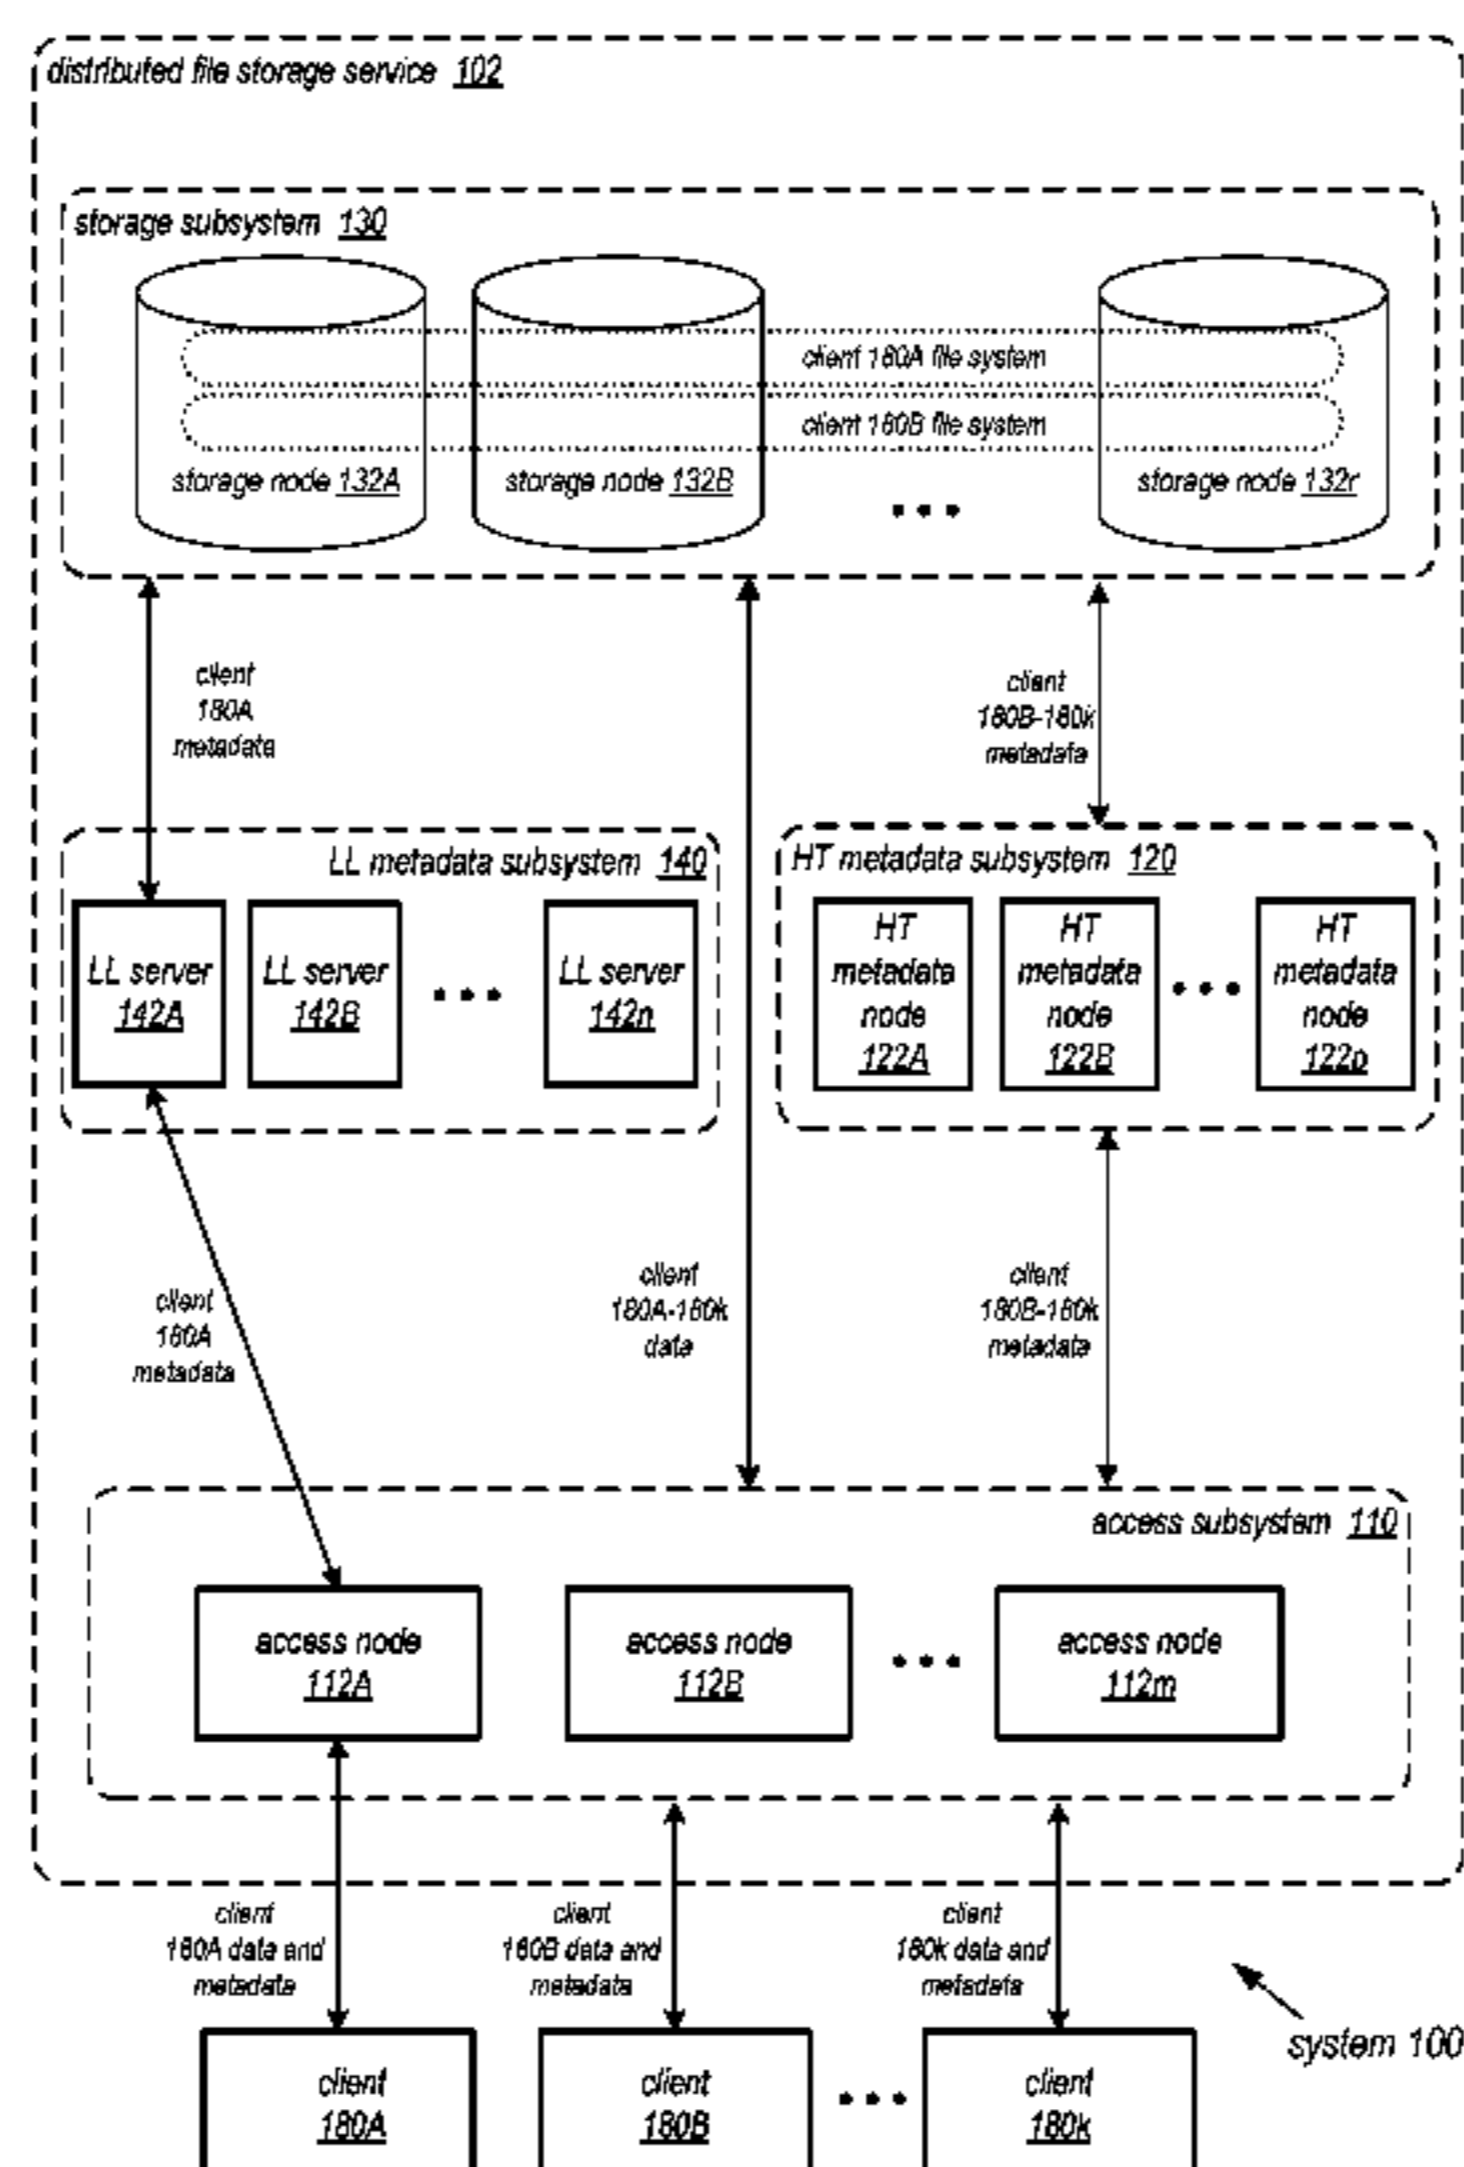 distributed file storage service 102
storage subsystem 130
client 180A file system
client 180B file system
storage node 132A
storage node 132B
storage node 132r
client
180A
metadata
client
180B-180k
metadata
LL metadata subsystem 140
HT metadata subsystem 120
LL server
142A
LL server
142B
LL server
142n
HT
metadata
node
122A
HT
metadata
node
122B
HT
metadata
node
122o
client
180A
metadata
client
180A-180k
data
client
180B-180k
metadata
access subsystem 110
access node
112A
access node
112B
access node
112m
client
180A data and
metadata
client
180B data and
metadata
client
180k data and
metadata
system 100
client
180A
client
180B
client
180k